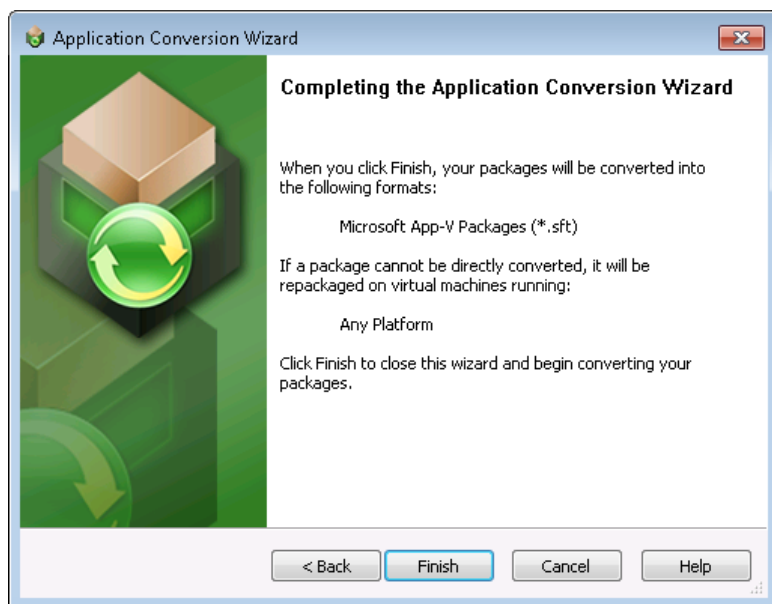 Application Conversion Wizard
Completing the Application Conversion Wizard
When you click Finish, your packages will be converted into
the following formats:
Microsoft App-V Packages (*.sft)
If a package cannot be directly converted, it will be
repackaged on virtual machines running:
Any Platform
Click Finish to close this wizard and begin converting your
packages.
< Back Finish Cancel Help